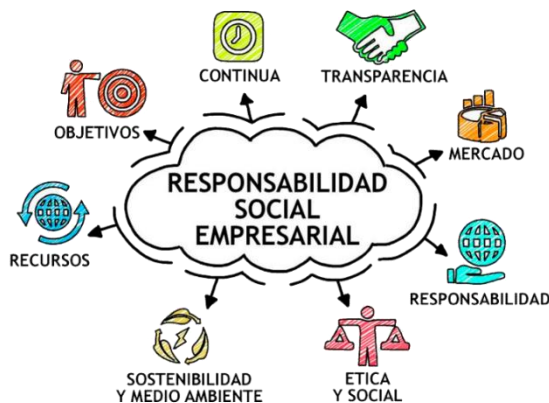 CONTINUA
TRANSPARENCIA
OBJETIVOS
MERCADO
RESPONSABILIDAD
SOCIAL
EMPRESARIAL
RECURSOS
RESPONSABILIDAD
SOSTENIBILIDAD
Y MEDIO AMBIENTE
ETICA
Y SOCIAL